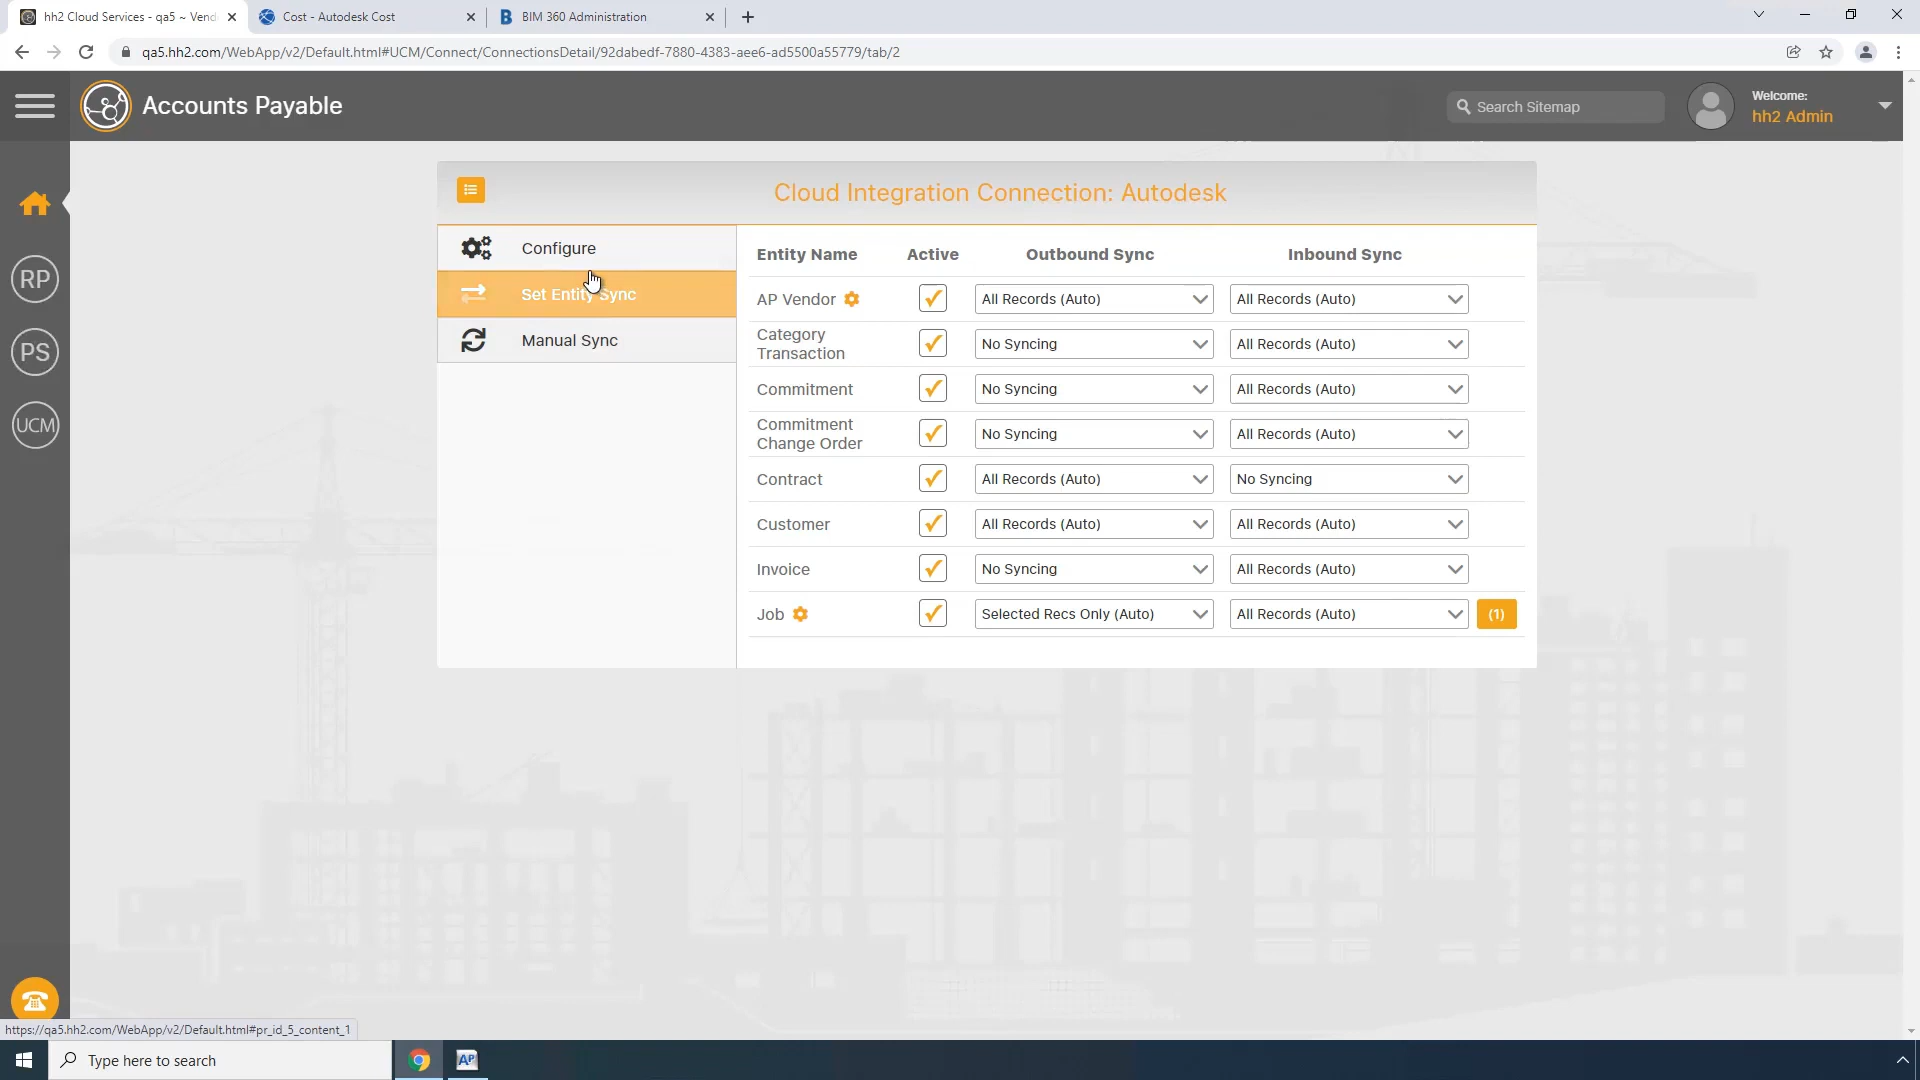 hh2 Cloud Services - qa5 ~ Vend
Cost - Autodesk Cost
BIM 360 Administration
qa5.hh2.com/WebApp/v2/Default.html#UCM/Connect/ConnectionsDetail/92dabedf-7880-4383-aee6-ad5500a55779/tab/2
Accounts Payable
Search Sitemap
Welcome:
hh2 Admin
RP
PS
UCM
Cloud Integration Connection: Autodesk
Configure
Set Entity Sync
Manual Sync
Entity Name Active Outbound Sync Inbound Sync
AP Vendor All Records (Auto) All Records (Auto)
Category
Transaction No Syncing All Records (Auto)
Commitment No Syncing All Records (Auto)
Commitment
Change Order No Syncing All Records (Auto)
Contract All Records (Auto) No Syncing
Customer All Records (Auto) All Records (Auto)
Invoice No Syncing All Records (Auto)
Job Selected Recs Only (Auto) All Records (Auto) (1)
https://qa5.hh2.com/WebApp/v2/Default.html#pr_id_5_content_1
Type here to search
AP